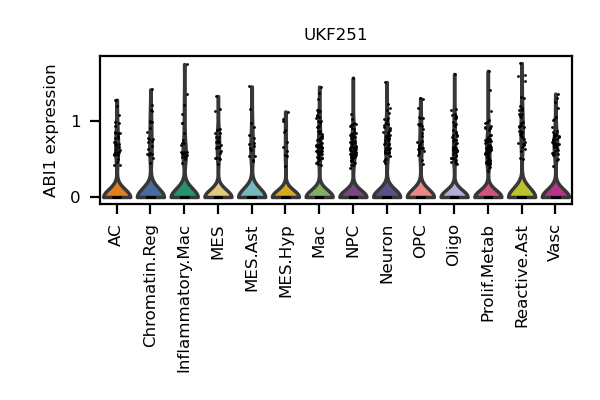 UKF251
ABI1 expression
1
0
AC
Chromatin.Reg
Inflammatory.Mac
MES
MES.Ast
MES.Hyp
Mac
NPC
Neuron
OPC
Oligo
Prolif.Metab
Reactive.Ast
Vasc